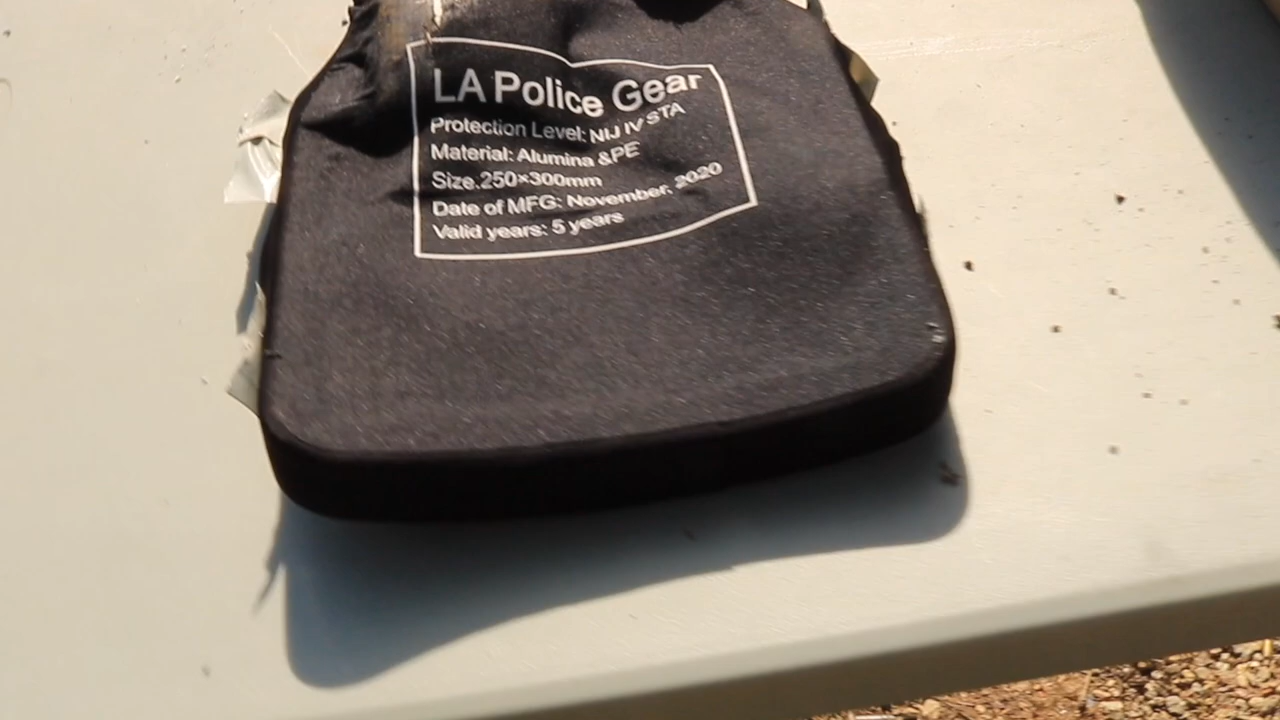 LA Police Gear
Protection Level: NIJ IV STA
Material: Alumina &PE
Size.250×300mm
Date of MFG: November. 2020
Valid years: 5 years